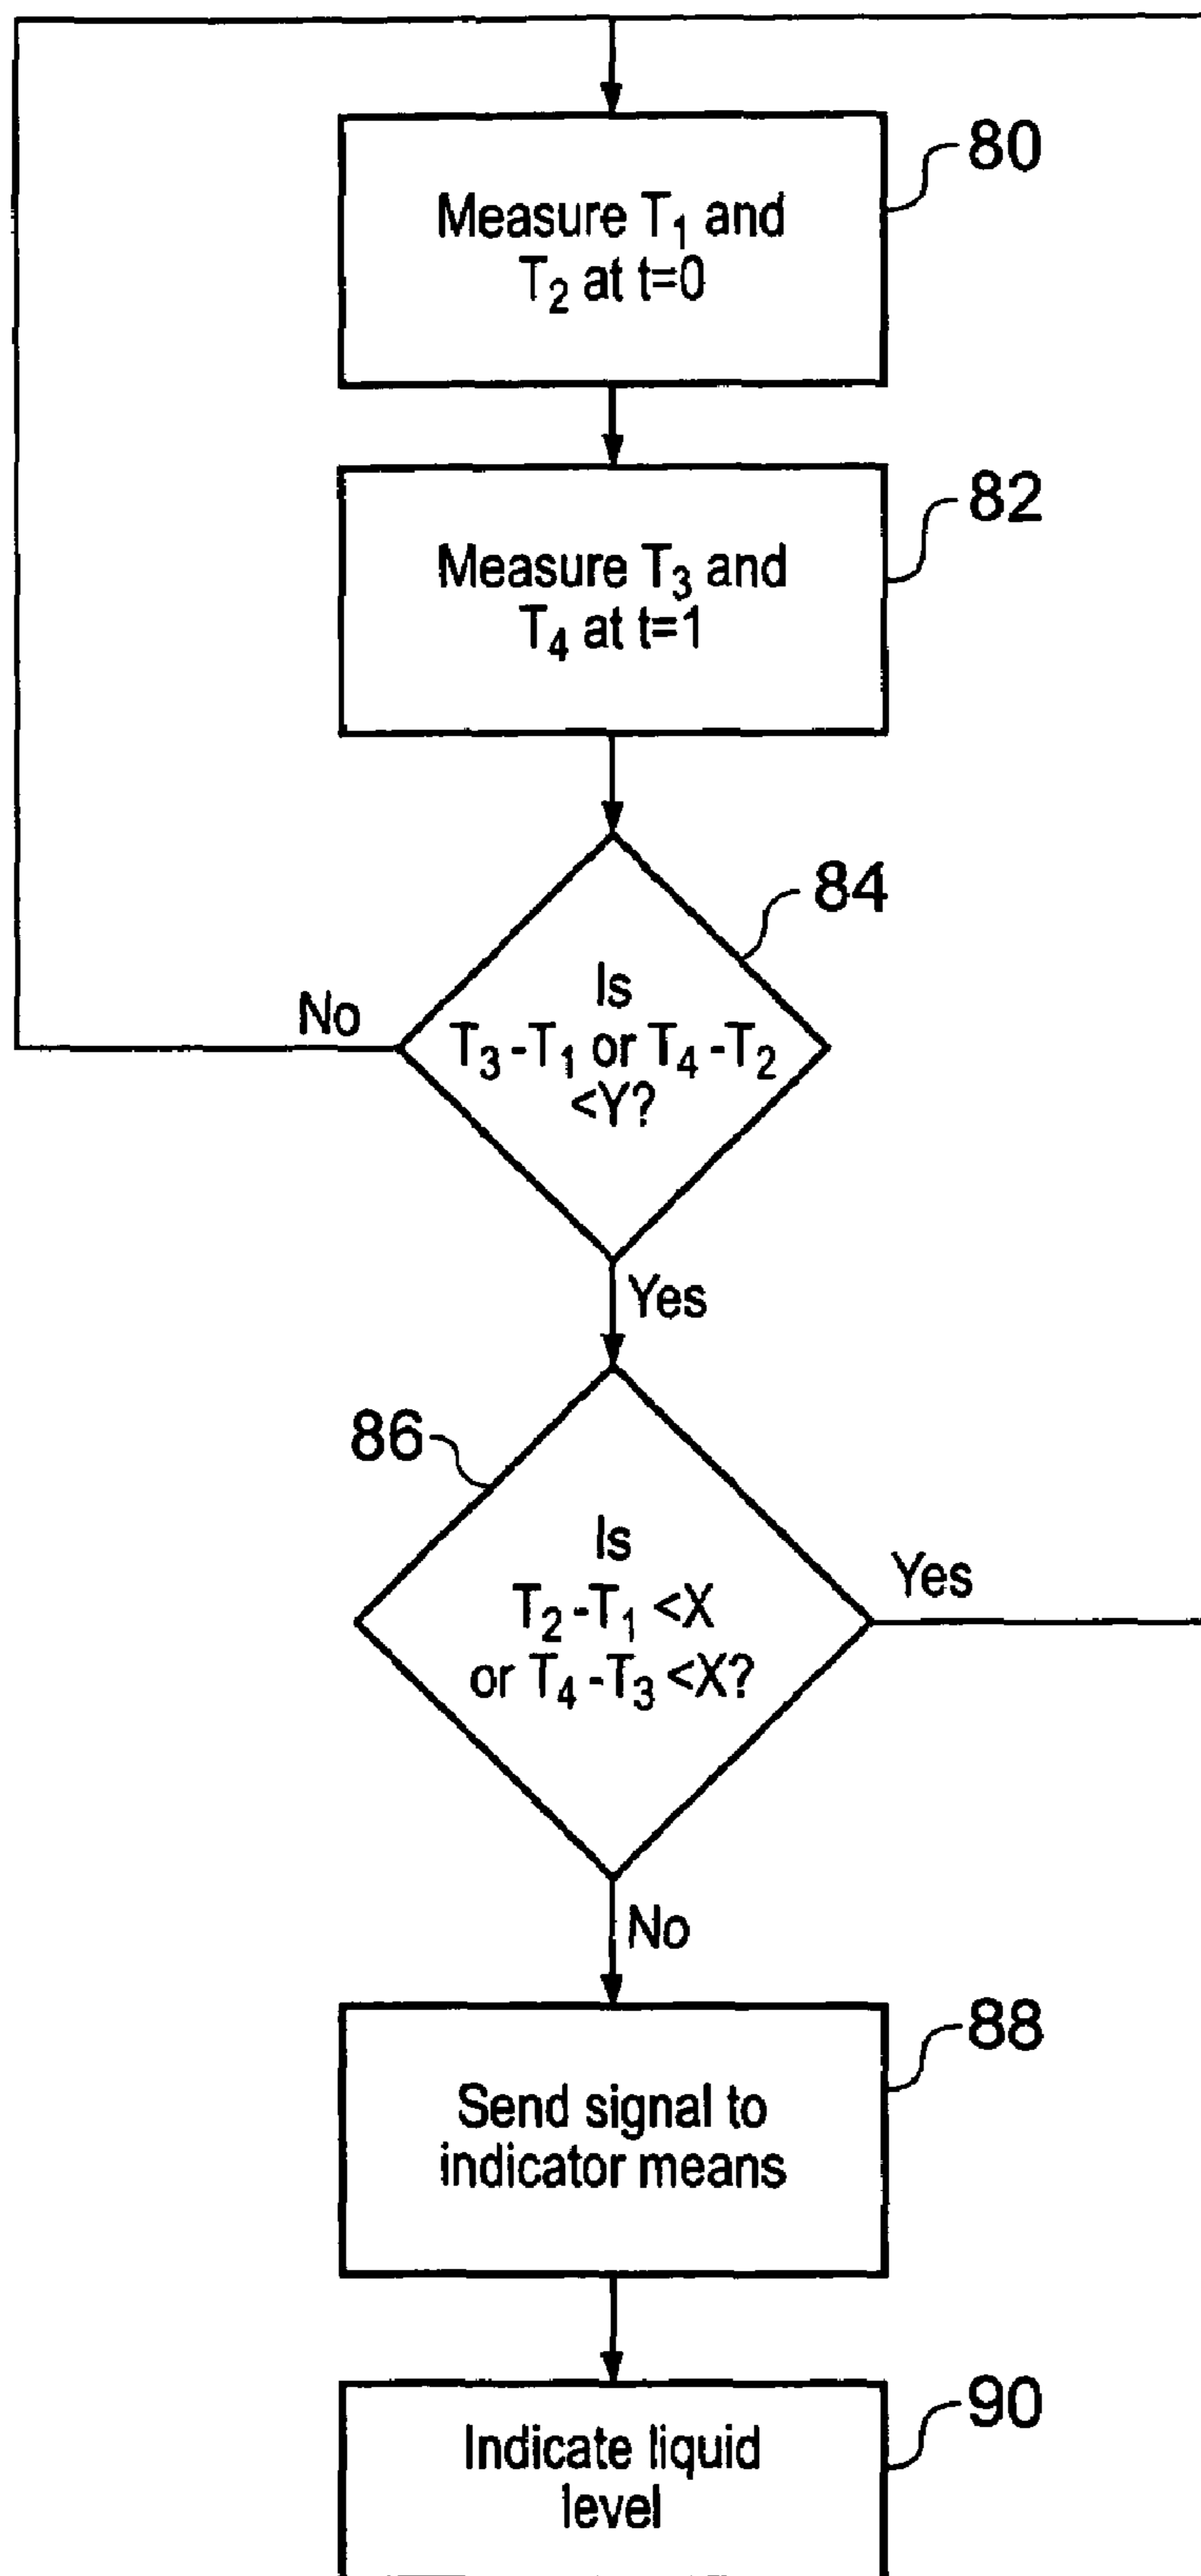 80
Measure T₁ and
T₂ at t=0
82
Measure T₃ and
T₄ at t=1
84
Is
T₃-T₁ or T₄-T₂
<Y?
No
Yes
86
Is
T₂-T₁ <X
or T₄-T₃ <X?
Yes
No
88
Send signal to
indicator means
90
Indicate liquid
level